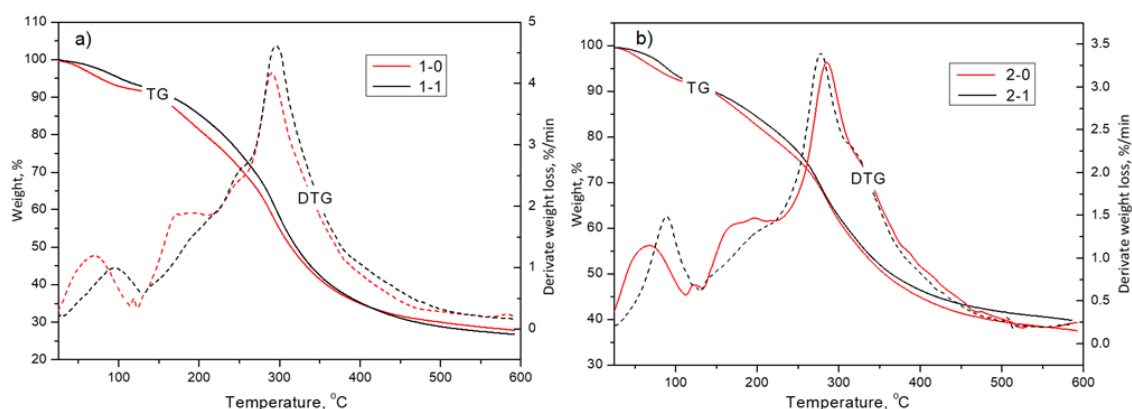 a)
1-0
1-1
TG
DTG
Weight, %
110
100
90
80
70
60
50
40
30
20
Derivate weight loss, %/min
5
4
3
2
1
0
100 200 300 400 500 600
Temperature, °C
b)
2-0
2-1
TG
DTG
Weight, %
100
90
80
70
60
50
40
30
Derivate weight loss, %/min
3.5
3.0
2.5
2.0
1.5
1.0
0.5
0.0
100 200 300 400 500 600
Temperature, °C